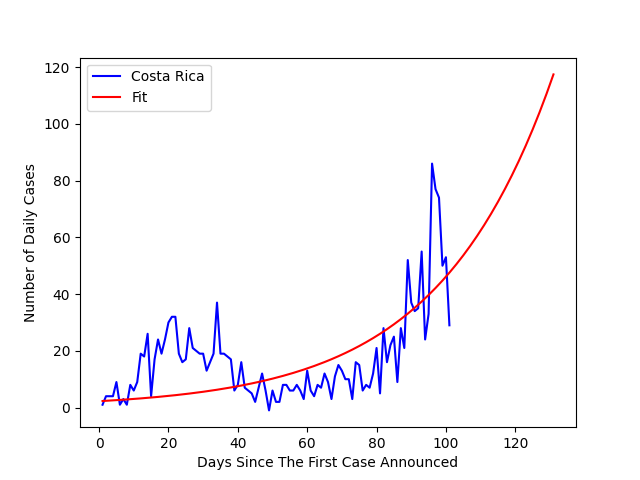 Costa Rica
Fit
120
100
80
60
40
20
0
Number of Daily Cases
0 20 40 60 80 100 120
Days Since The First Case Announced